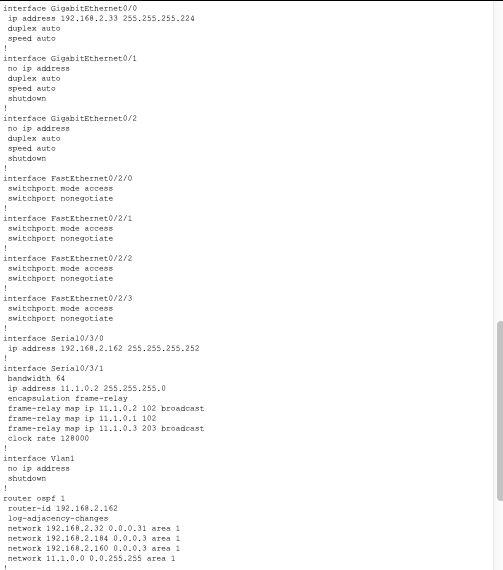 interface GigabitEthernet0/0
 ip address 192.168.2.33 255.255.255.224
 duplex auto
 speed auto
!
interface GigabitEthernet0/1
 no ip address
 duplex auto
 speed auto
 shutdown
!
interface GigabitEthernet0/2
 no ip address
 duplex auto
 speed auto
 shutdown
!
interface FastEthernet0/2/0
 switchport mode access
 switchport nonegotiate
!
interface FastEthernet0/2/1
 switchport mode access
 switchport nonegotiate
!
interface FastEthernet0/2/2
 switchport mode access
 switchport nonegotiate
!
interface FastEthernet0/2/3
 switchport mode access
 switchport nonegotiate
!
interface Serial0/3/0
 ip address 192.168.2.162 255.255.255.252
!
interface Serial0/3/1
 bandwidth 64
 ip address 11.1.0.2 255.255.255.0
 encapsulation frame-relay
 frame-relay map ip 11.1.0.2 102 broadcast
 frame-relay map ip 11.1.0.1 102
 frame-relay map ip 11.1.0.3 203 broadcast
 clock rate 128000
!
interface Vlan1
 no ip address
 shutdown
!
router ospf 1
 router-id 192.168.2.162
 log-adjacency-changes
 network 192.168.2.32 0.0.0.31 area 1
 network 192.168.2.184 0.0.0.3 area 1
 network 192.168.2.160 0.0.0.3 area 1
 network 11.1.0.0 0.0.255.255 area 1
!